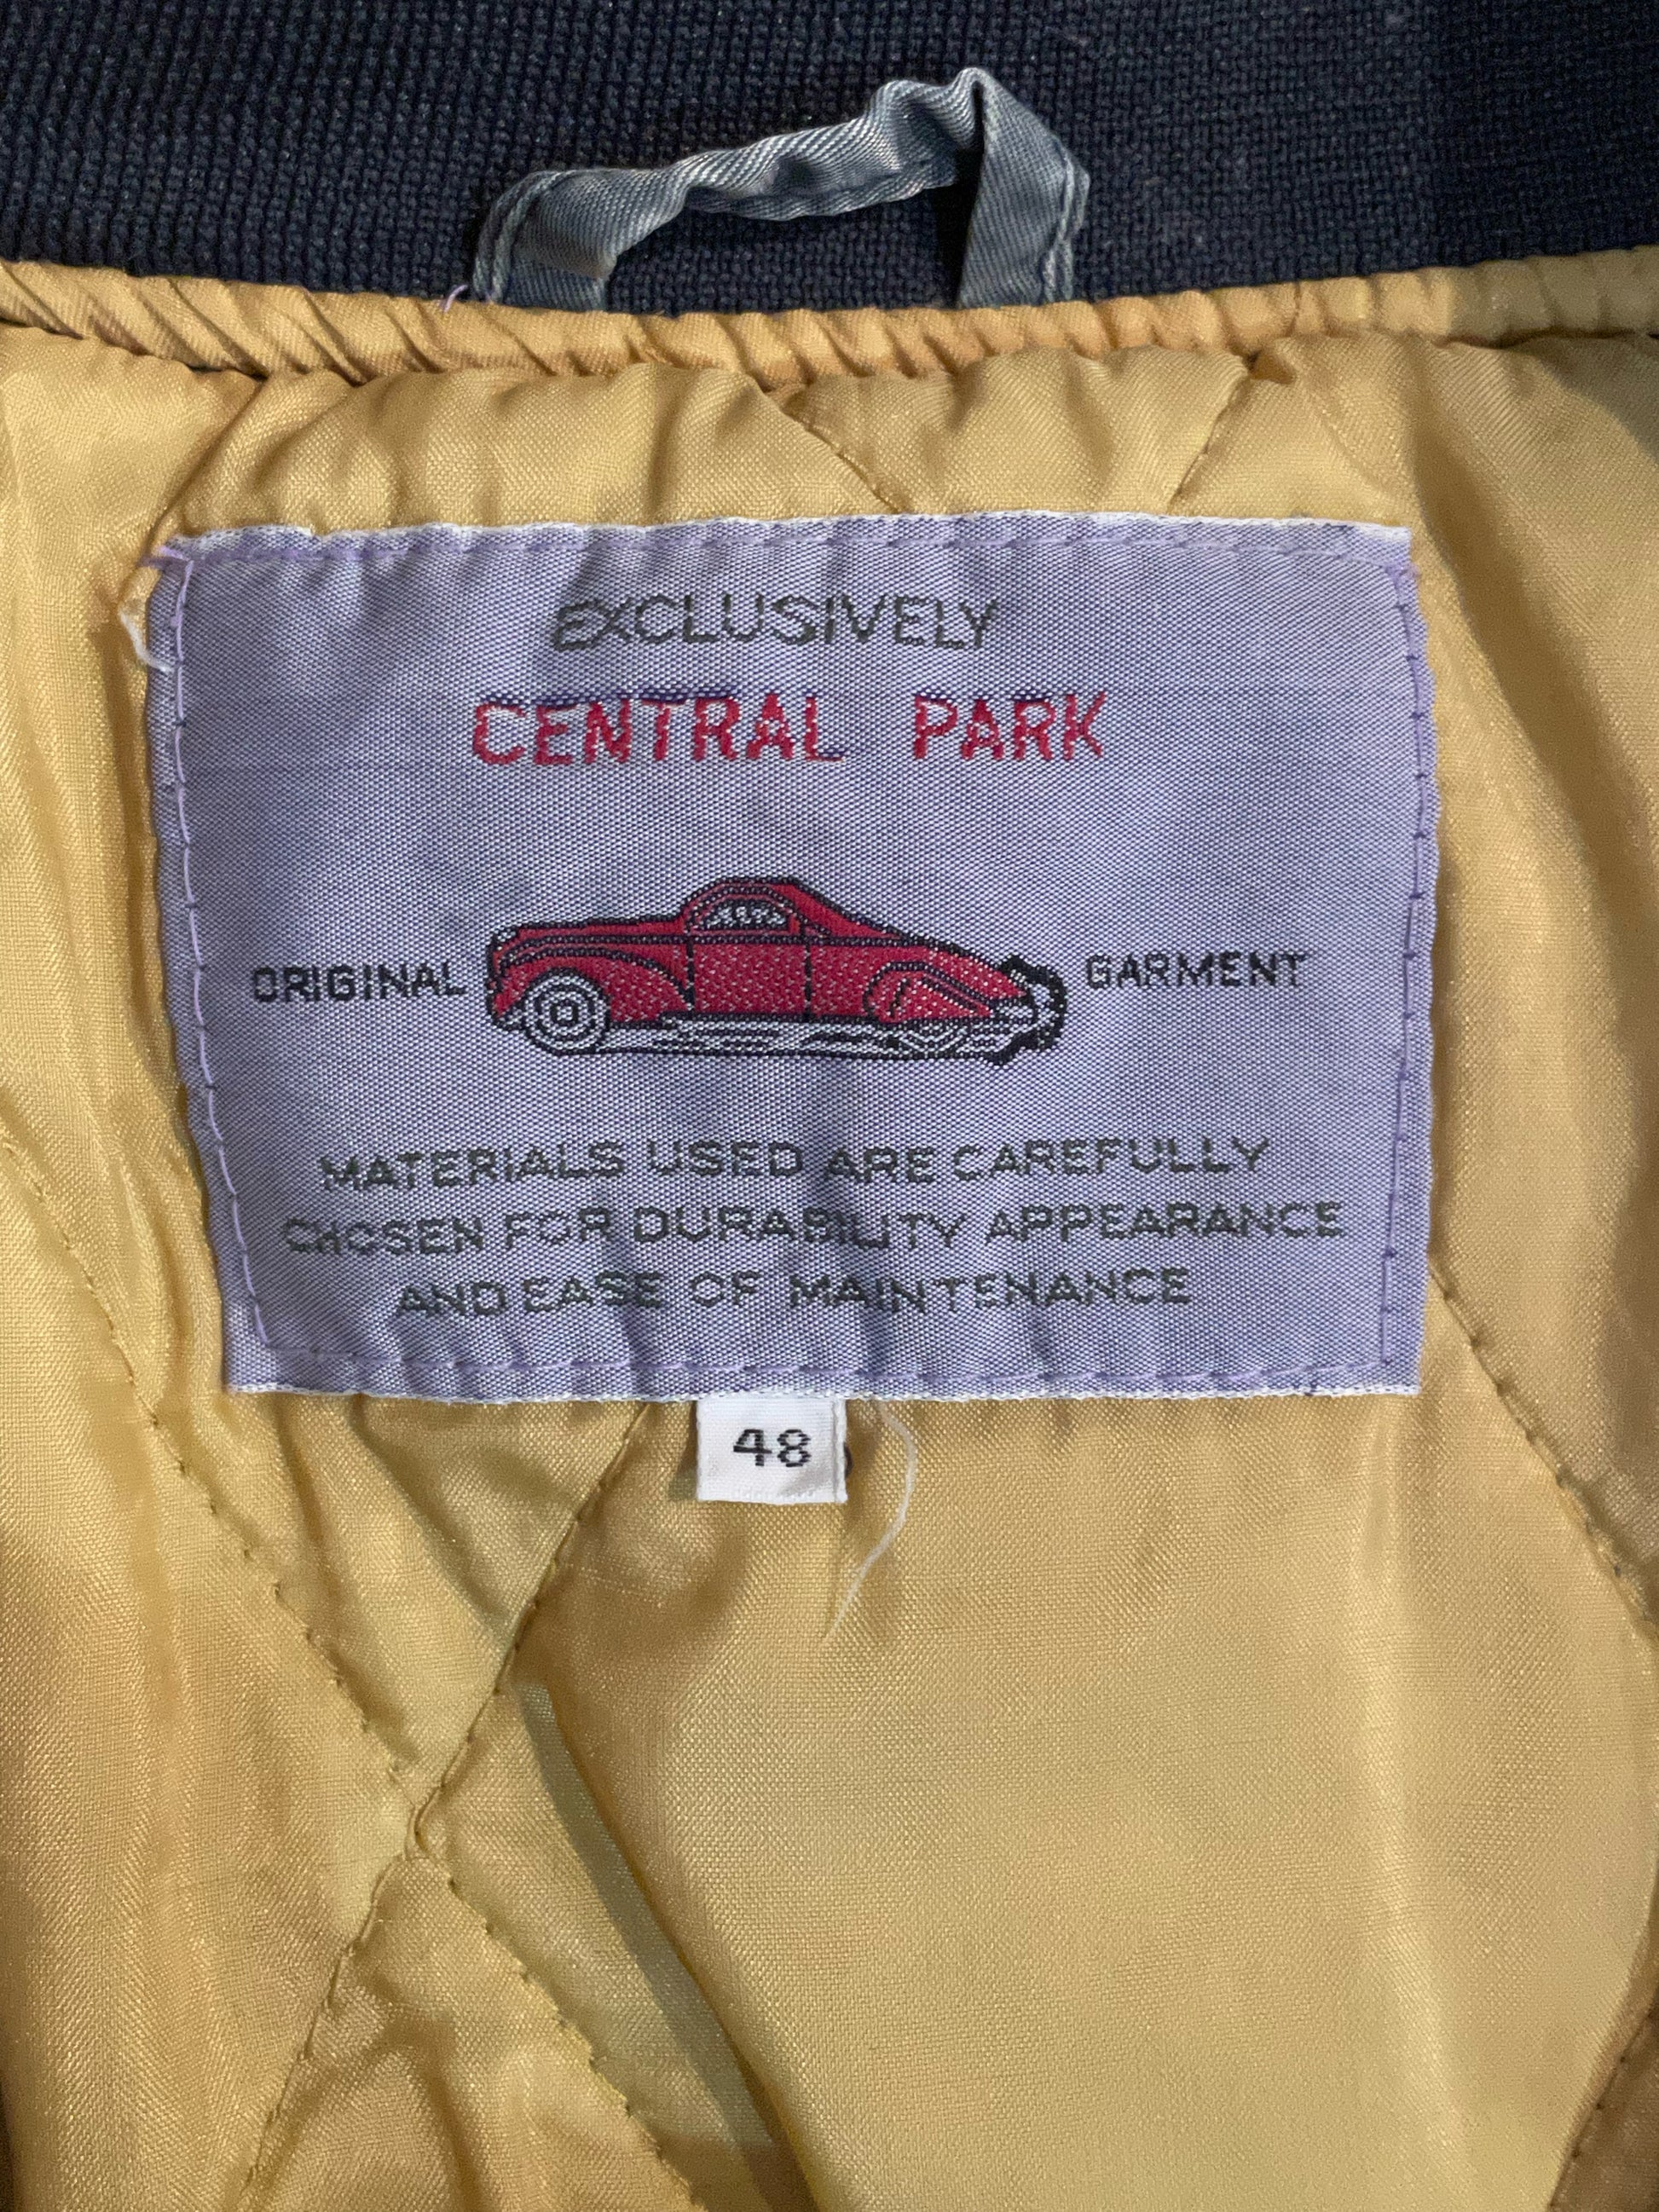 EXCLUSIVELY
CENTRAL PARK
ORIGINAL GARMENT
MATERIALS USED ARE CAREFULLY
CHOSEN FOR DURABILITY APPEARANCE
AND EASE OF MAINTENANCE
48